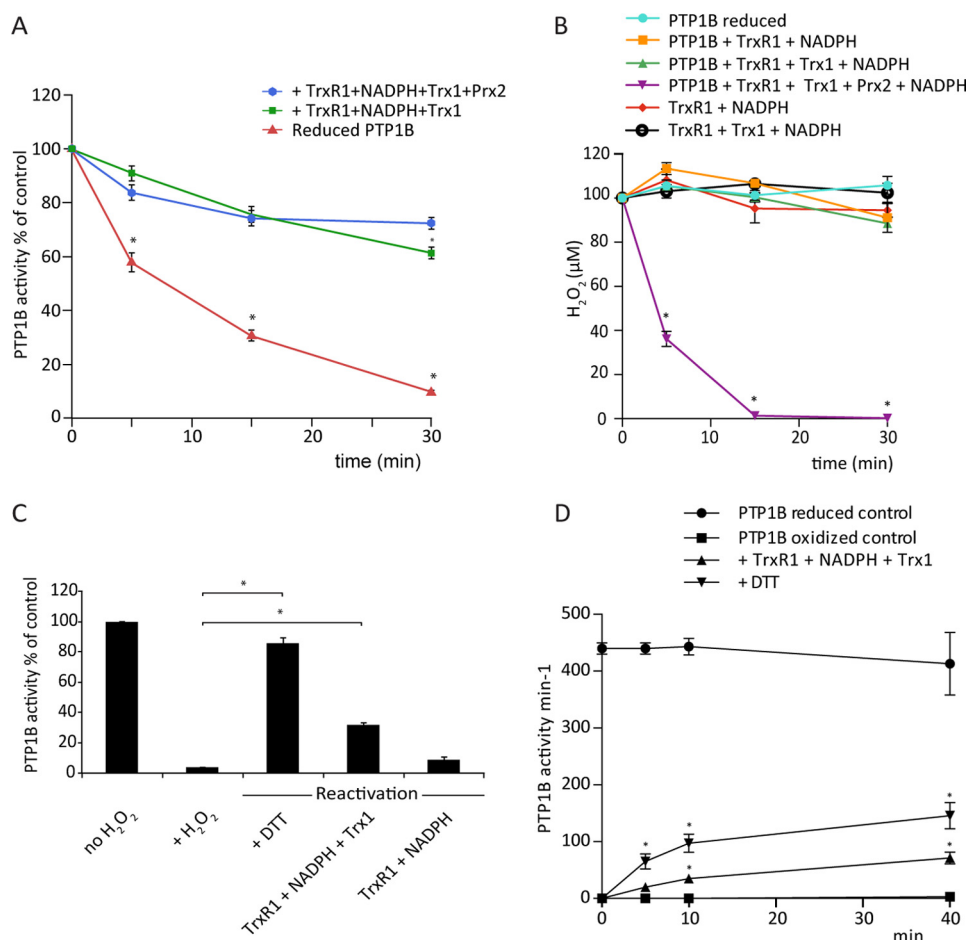 A
+ TrxR1+NADPH+Trx1+Prx2
+ TrxR1+NADPH+Trx1
Reduced PTP1B
PTP1B activity % of control
120
100
80
60
40
20
0
*
*
*
*
0
10
20
30
time (min)
B
PTP1B reduced
PTP1B + TrxR1 + NADPH
PTP1B + TrxR1 + Trx1 + NADPH
PTP1B + TrxR1 + Trx1 + Prx2 + NADPH
TrxR1 + NADPH
TrxR1 + Trx1 + NADPH
H₂O₂ (µM)
120
100
80
60
40
20
0
*
*
*
0
10
20
30
time (min)
C
PTP1B activity % of control
120
100
80
60
40
20
0
*
*
Reactivation
no H₂O₂
+ H₂O₂
+ DTT
TrxR1 + NADPH + Trx1
TrxR1 + NADPH
D
PTP1B reduced control
PTP1B oxidized control
+ TrxR1 + NADPH + Trx1
+ DTT
PTP1B activity min-1
500
400
300
200
100
0
*
*
*
*
*
0
10
20
30
40
min